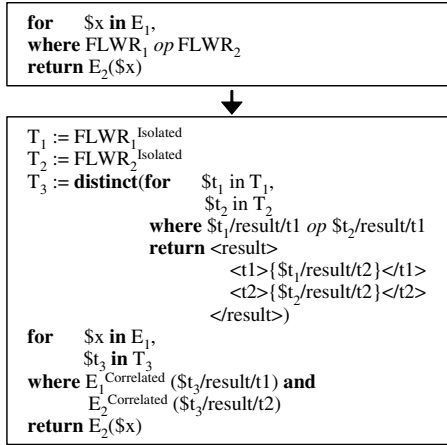 for $x in E1,
where FLWR1 op FLWR2
return E2($x)
T1 := FLWR1Isolated
T2 := FLWR2Isolated
T3 := distinct(for $t1 in T1,
$t2 in T2
where $t1/result/t1 op $t2/result/t1
return <result>
<t1>{$t1/result/t2}</t1>
<t2>{$t2/result/t2}</t2>
</result>)
for $x in E1,
$t3 in T3
where E1Correlated ($t3/result/t1) and
E2Correlated ($t3/result/t2)
return E2($x)